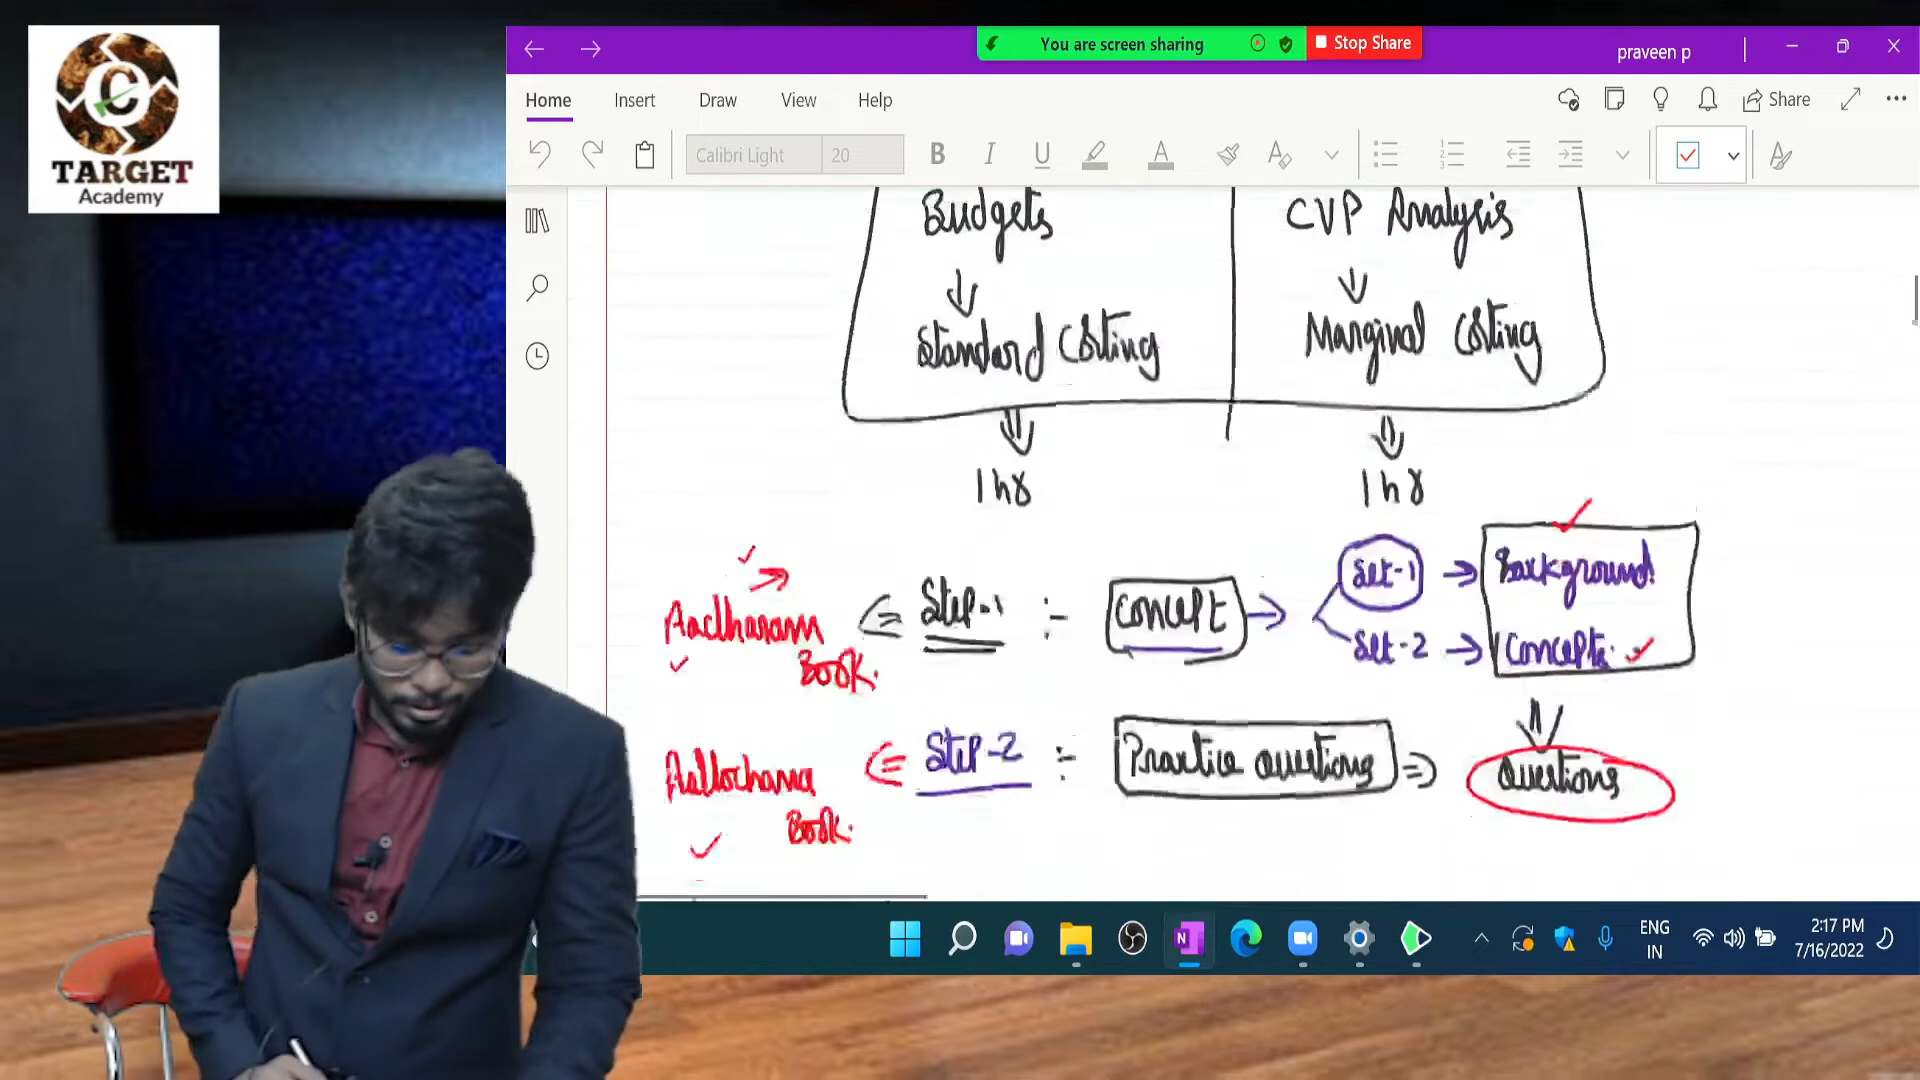 C
TARGET
Academy
You are screen sharing
Stop Share
praveen p
Home Insert Draw View Help
Share
Calibri Light 20
B I U A
Budgets CVP Analysis
Standard Costing Marginal Costing
1 hr 1 hr
Aadharam Book.
Step-1 :- Concept
Set-1 Background
Set-2 Concepts
Aallochana Book.
Step-2 :- Practice Questions Questions
ENG
IN
2:17 PM
7/16/2022